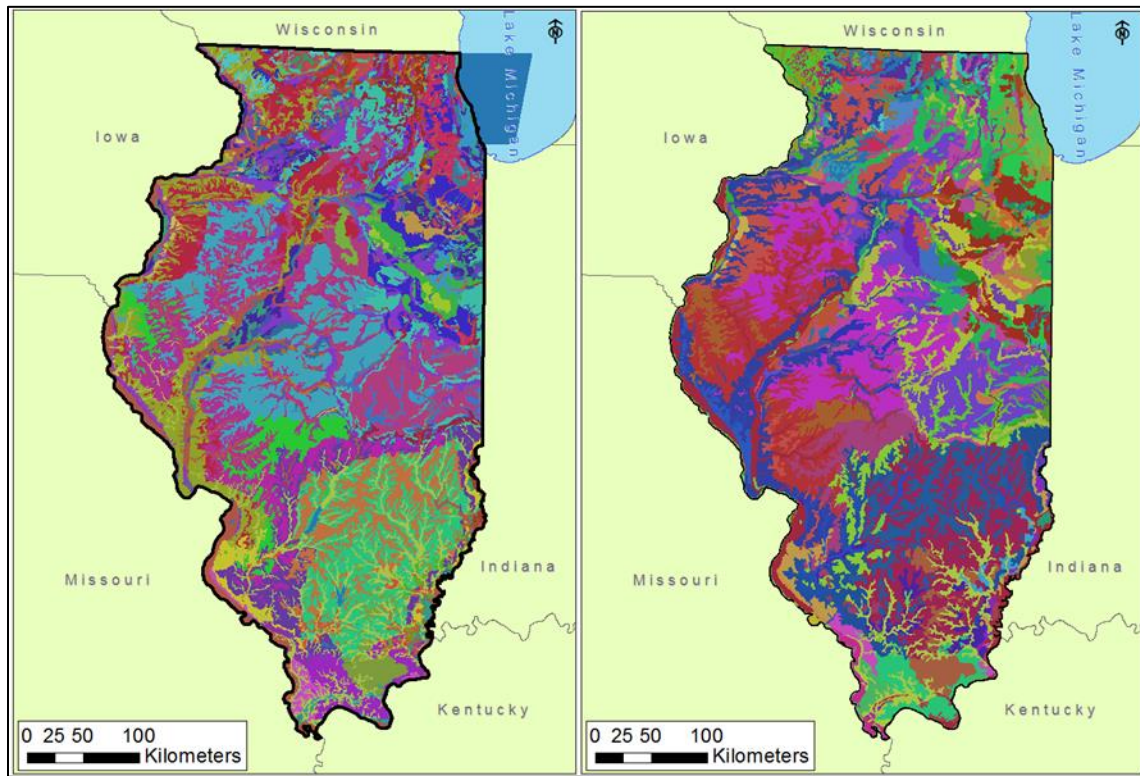 Wisconsin
Lake Michigan
N
Iowa
Missouri
Indiana
Kentucky
0 25 50 100
Kilometers
Wisconsin
Lake Michigan
N
Iowa
Missouri
Indiana
Kentucky
0 25 50 100
Kilometers